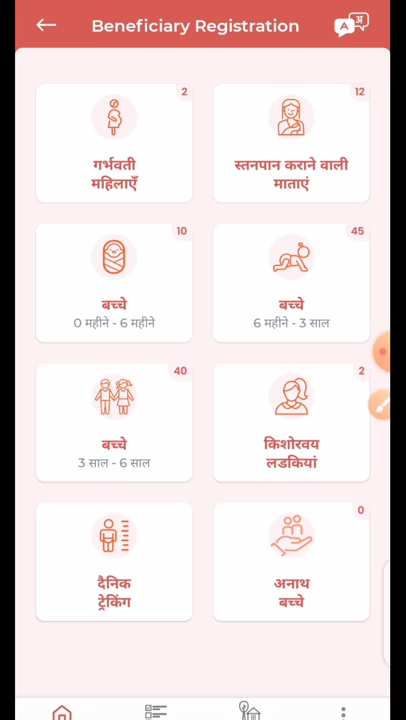 Beneficiary Registration
अ
A
2
गर्भवती
महिलाएँ
12
स्तनपान कराने वाली
माताएं
10
बच्चे
0 महीने - 6 महीने
45
बच्चे
6 महीने - 3 साल
40
बच्चे
3 साल - 6 साल
2
किशोरवय
लडकियां
दैनिक
ट्रेकिंग
0
अनाथ
बच्चे